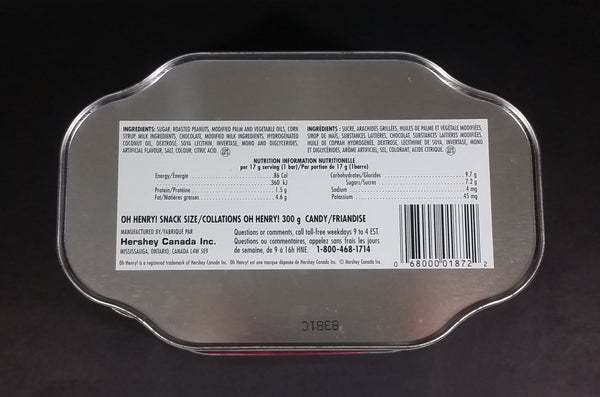 INGREDIENTS: SUGAR, ROASTED PEANUTS, MODIFIED PALM AND VEGETABLE OILS, CORN
SYRUP, MILK INGREDIENTS, CHOCOLATE, MODIFIED MILK INGREDIENTS, HYDROGENATED
COCONUT OIL, DEXTROSE, SOY LECITHIN, INVERTASE, MONO AND DIGLYCERIDES,
ARTIFICIAL FLAVOUR, SALT, COLOUR, CITRIC ACID.
INGRÉDIENTS : SUCRE, ARACHIDES GRILLÉES, HUILES DE PALME ET VÉGÉTALE MODIFIÉES,
SIROP DE MAÏS, SUBSTANCES LAITIÈRES, CHOCOLAT, SUBSTANCES LAITIÈRES MODIFIÉES,
HUILE DE COPRAH HYDROGÉNÉE, DEXTROSE, LÉCITHINE DE SOYA, INVERTASE, MONO
ET DIGLYCÉRIDES, ARÔME ARTIFICIEL, SEL, COLORANT, ACIDE CITRIQUE.
NUTRITION INFORMATION NUTRITIONELLE
per 17 g serving (1 bar)/Par portion de 17 g (1barre)
Energy/Énergie 86 Cal
360 kJ
Protein/Protéine 1.5 g
Fat/Matières grasses 4.6 g
Carbohydrates/Glucides 9.7 g
Sugars/Sucres 7.2 g
Sodium 4 mg
Potassium 45 mg
OH HENRY! SNACK SIZE/COLLATIONS OH HENRY! 300 g CANDY/FRIANDISE
MANUFACTURED BY/FABRIQUÉ PAR
Hershey Canada Inc.
MISSISSAUGA, ONTARIO, CANADA L4W 5E9
Questions or comments, call toll-free weekdays 9 to 4 EST.
Questions ou commentaires, appelez sans frais les jours
de semaine, de 9 à 16h HNE. 1-800-468-1714
Oh Henry! is a registered trademark of Hershey Canada Inc. Oh Henry! est une marque déposée de Hershey Canada Inc. © Hershey Canada Inc.
0 68000 01872 2
8381C